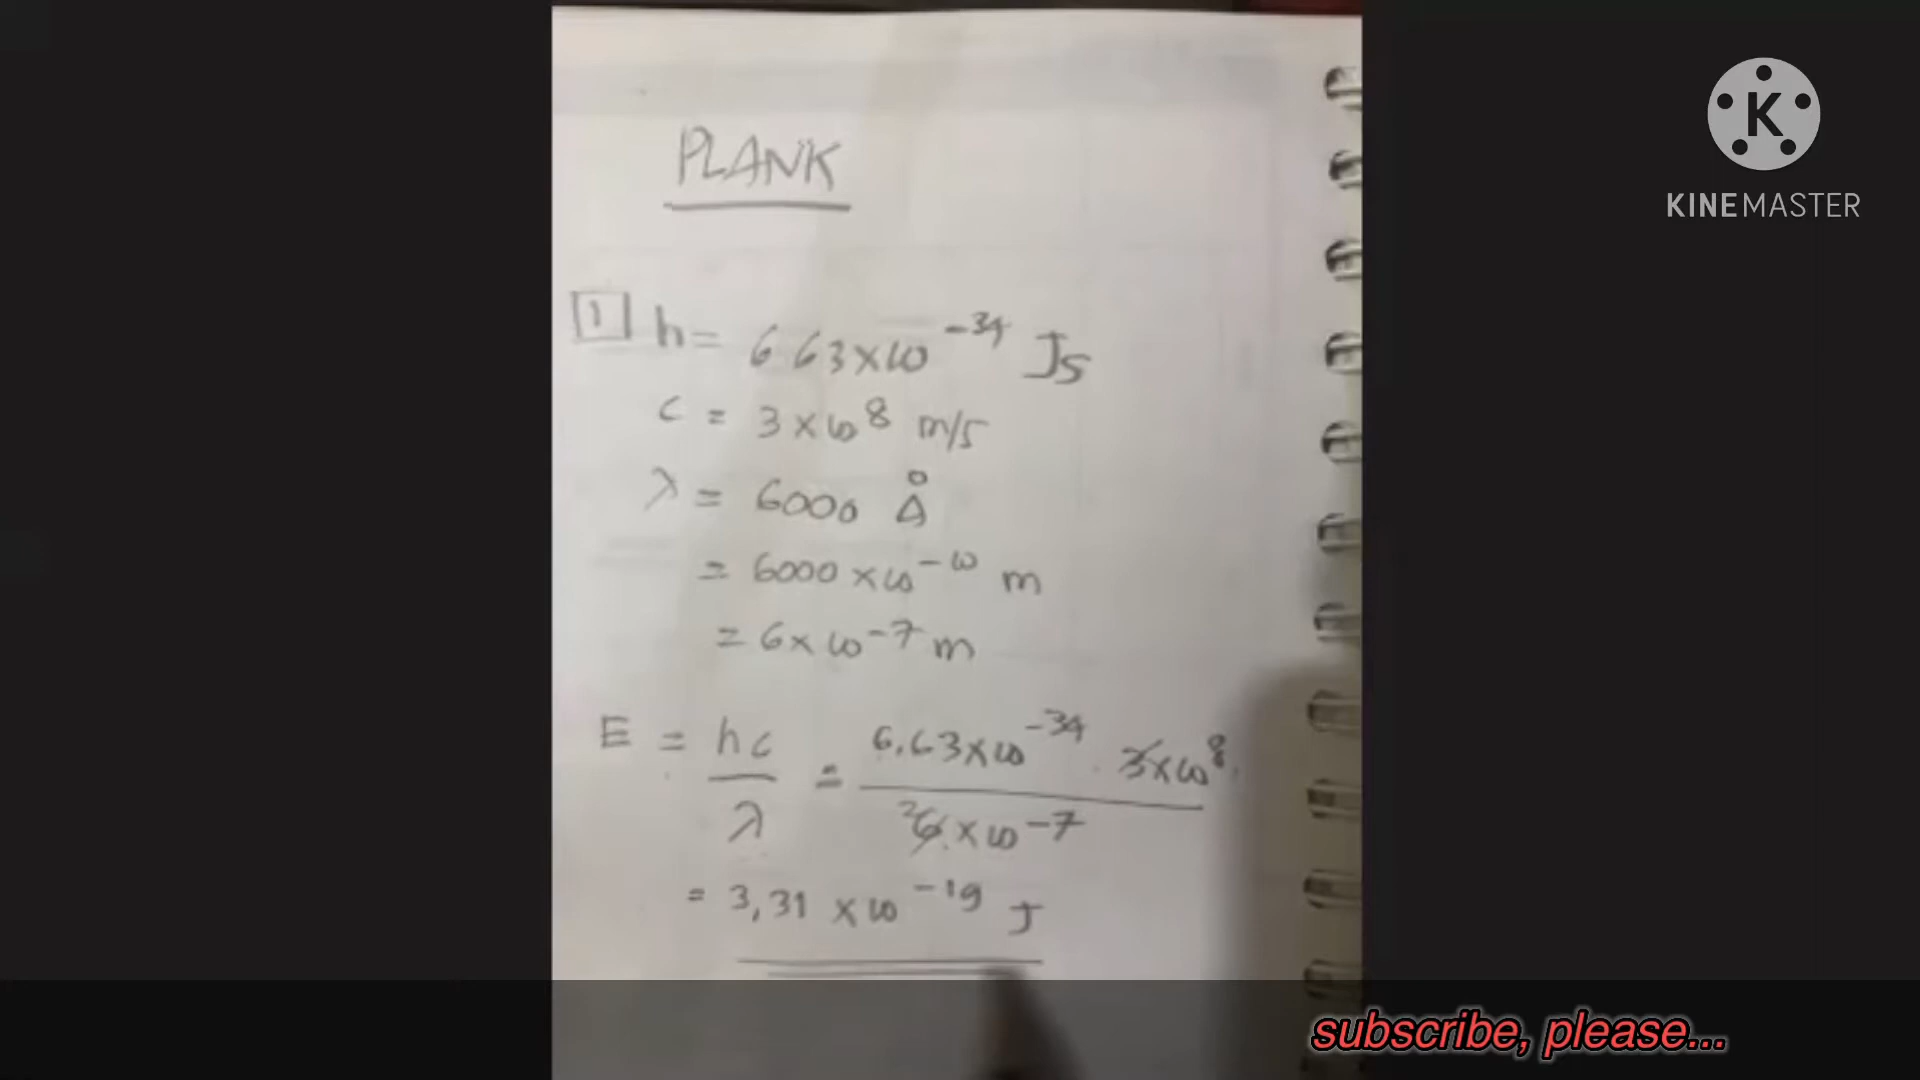 PLANK
1 h = 6 63 x 10 -34 Js
c = 3 x 10 8 m/s
λ = 6000 Å
= 6000 x 10 -10 m
= 6 x 10 -7 m
E = hc / λ = 6,63 x 10 -34 . 3 x 10 8 / 2 6 x 10 -7
= 3,31 x 10 -19 J
K
KINEMASTER
subscribe, please...